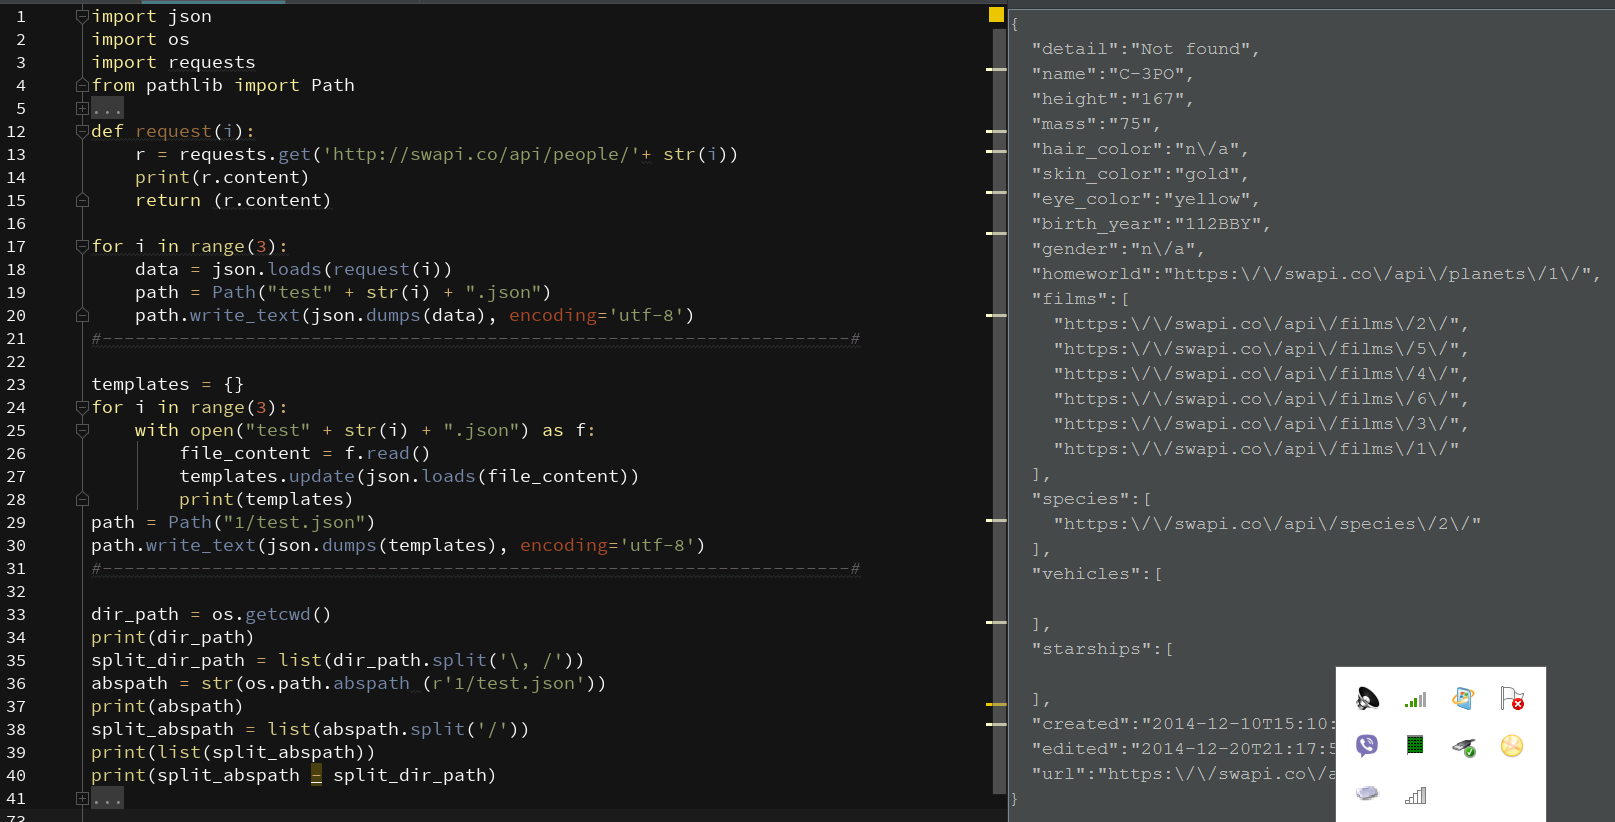 1 import json
2 import os
3 import requests
4 from pathlib import Path
5 ...
12 def request(i):
13     r = requests.get('http://swapi.co/api/people/'+ str(i))
14     print(r.content)
15     return (r.content)
16
17 for i in range(3):
18     data = json.loads(request(i))
19     path = Path("test" + str(i) + ".json")
20     path.write_text(json.dumps(data), encoding='utf-8')
21 #--------------------------------------------------------------------#
22
23 templates = {}
24 for i in range(3):
25     with open("test" + str(i) + ".json") as f:
26         file_content = f.read()
27         templates.update(json.loads(file_content))
28         print(templates)
29 path = Path("1/test.json")
30 path.write_text(json.dumps(templates), encoding='utf-8')
31 #--------------------------------------------------------------------#
32
33 dir_path = os.getcwd()
34 print(dir_path)
35 split_dir_path = list(dir_path.split('\, /'))
36 abspath = str(os.path.abspath (r'1/test.json'))
37 print(abspath)
38 split_abspath = list(abspath.split('/'))
39 print(list(split_abspath))
40 print(split_abspath - split_dir_path)
41 ...
73
{
  "detail":"Not found",
  "name":"C-3PO",
  "height":"167",
  "mass":"75",
  "hair_color":"n\/a",
  "skin_color":"gold",
  "eye_color":"yellow",
  "birth_year":"112BBY",
  "gender":"n\/a",
  "homeworld":"https:\/\/swapi.co\/api\/planets\/1\/",
  "films":[
    "https:\/\/swapi.co\/api\/films\/2\/",
    "https:\/\/swapi.co\/api\/films\/5\/",
    "https:\/\/swapi.co\/api\/films\/4\/",
    "https:\/\/swapi.co\/api\/films\/6\/",
    "https:\/\/swapi.co\/api\/films\/3\/",
    "https:\/\/swapi.co\/api\/films\/1\/"
  ],
  "species":[
    "https:\/\/swapi.co\/api\/species\/2\/"
  ],
  "vehicles":[

  ],
  "starships":[

  ],
  "created":"2014-12-10T15:10:
  "edited":"2014-12-20T21:17:5
  "url":"https:\/\/swapi.co\/a
}